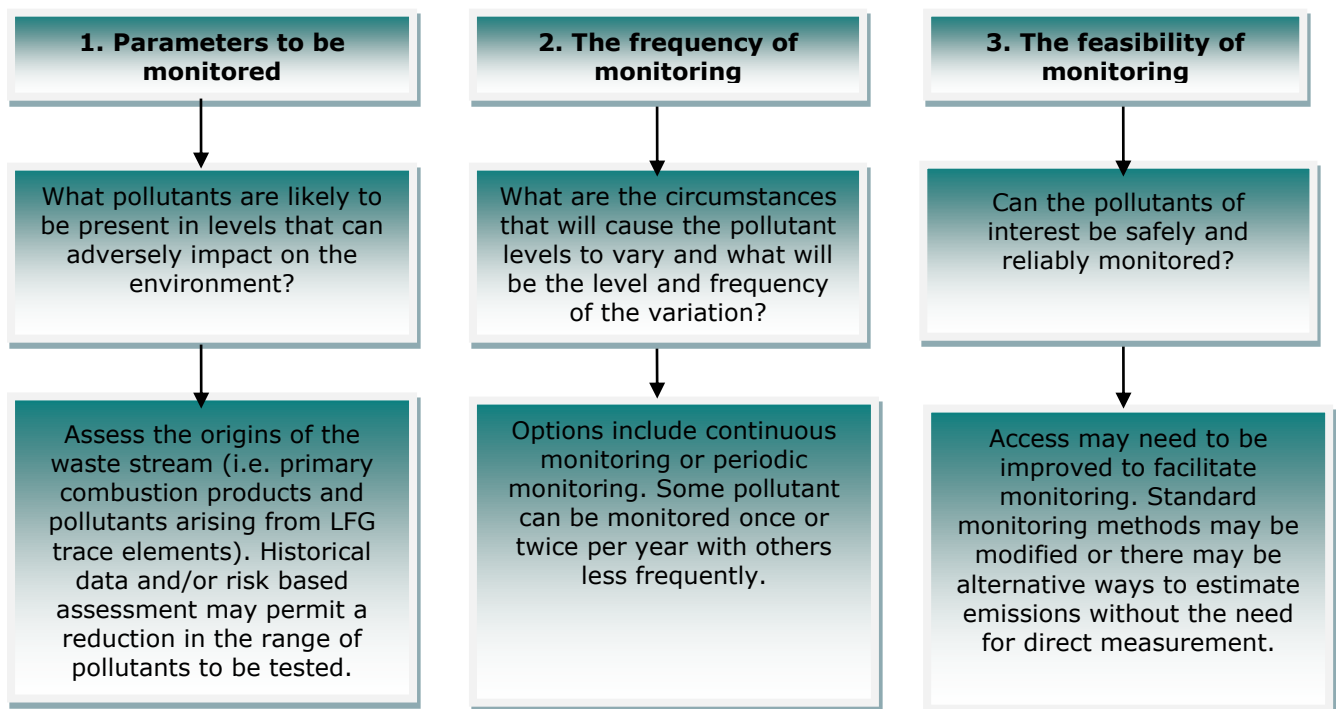 1. Parameters to be
monitored
What pollutants are likely to
be present in levels that can
adversely impact on the
environment?
Assess the origins of the
waste stream (i.e. primary
combustion products and
pollutants arising from LFG
trace elements). Historical
data and/or risk based
assessment may permit a
reduction in the range of
pollutants to be tested.
2. The frequency of
monitoring
What are the circumstances
that will cause the pollutant
levels to vary and what will
be the level and frequency
of the variation?
Options include continuous
monitoring or periodic
monitoring. Some pollutant
can be monitored once or
twice per year with others
less frequently.
3. The feasibility of
monitoring
Can the pollutants of
interest be safely and
reliably monitored?
Access may need to be
improved to facilitate
monitoring. Standard
monitoring methods may be
modified or there may be
alternative ways to estimate
emissions without the need
for direct measurement.